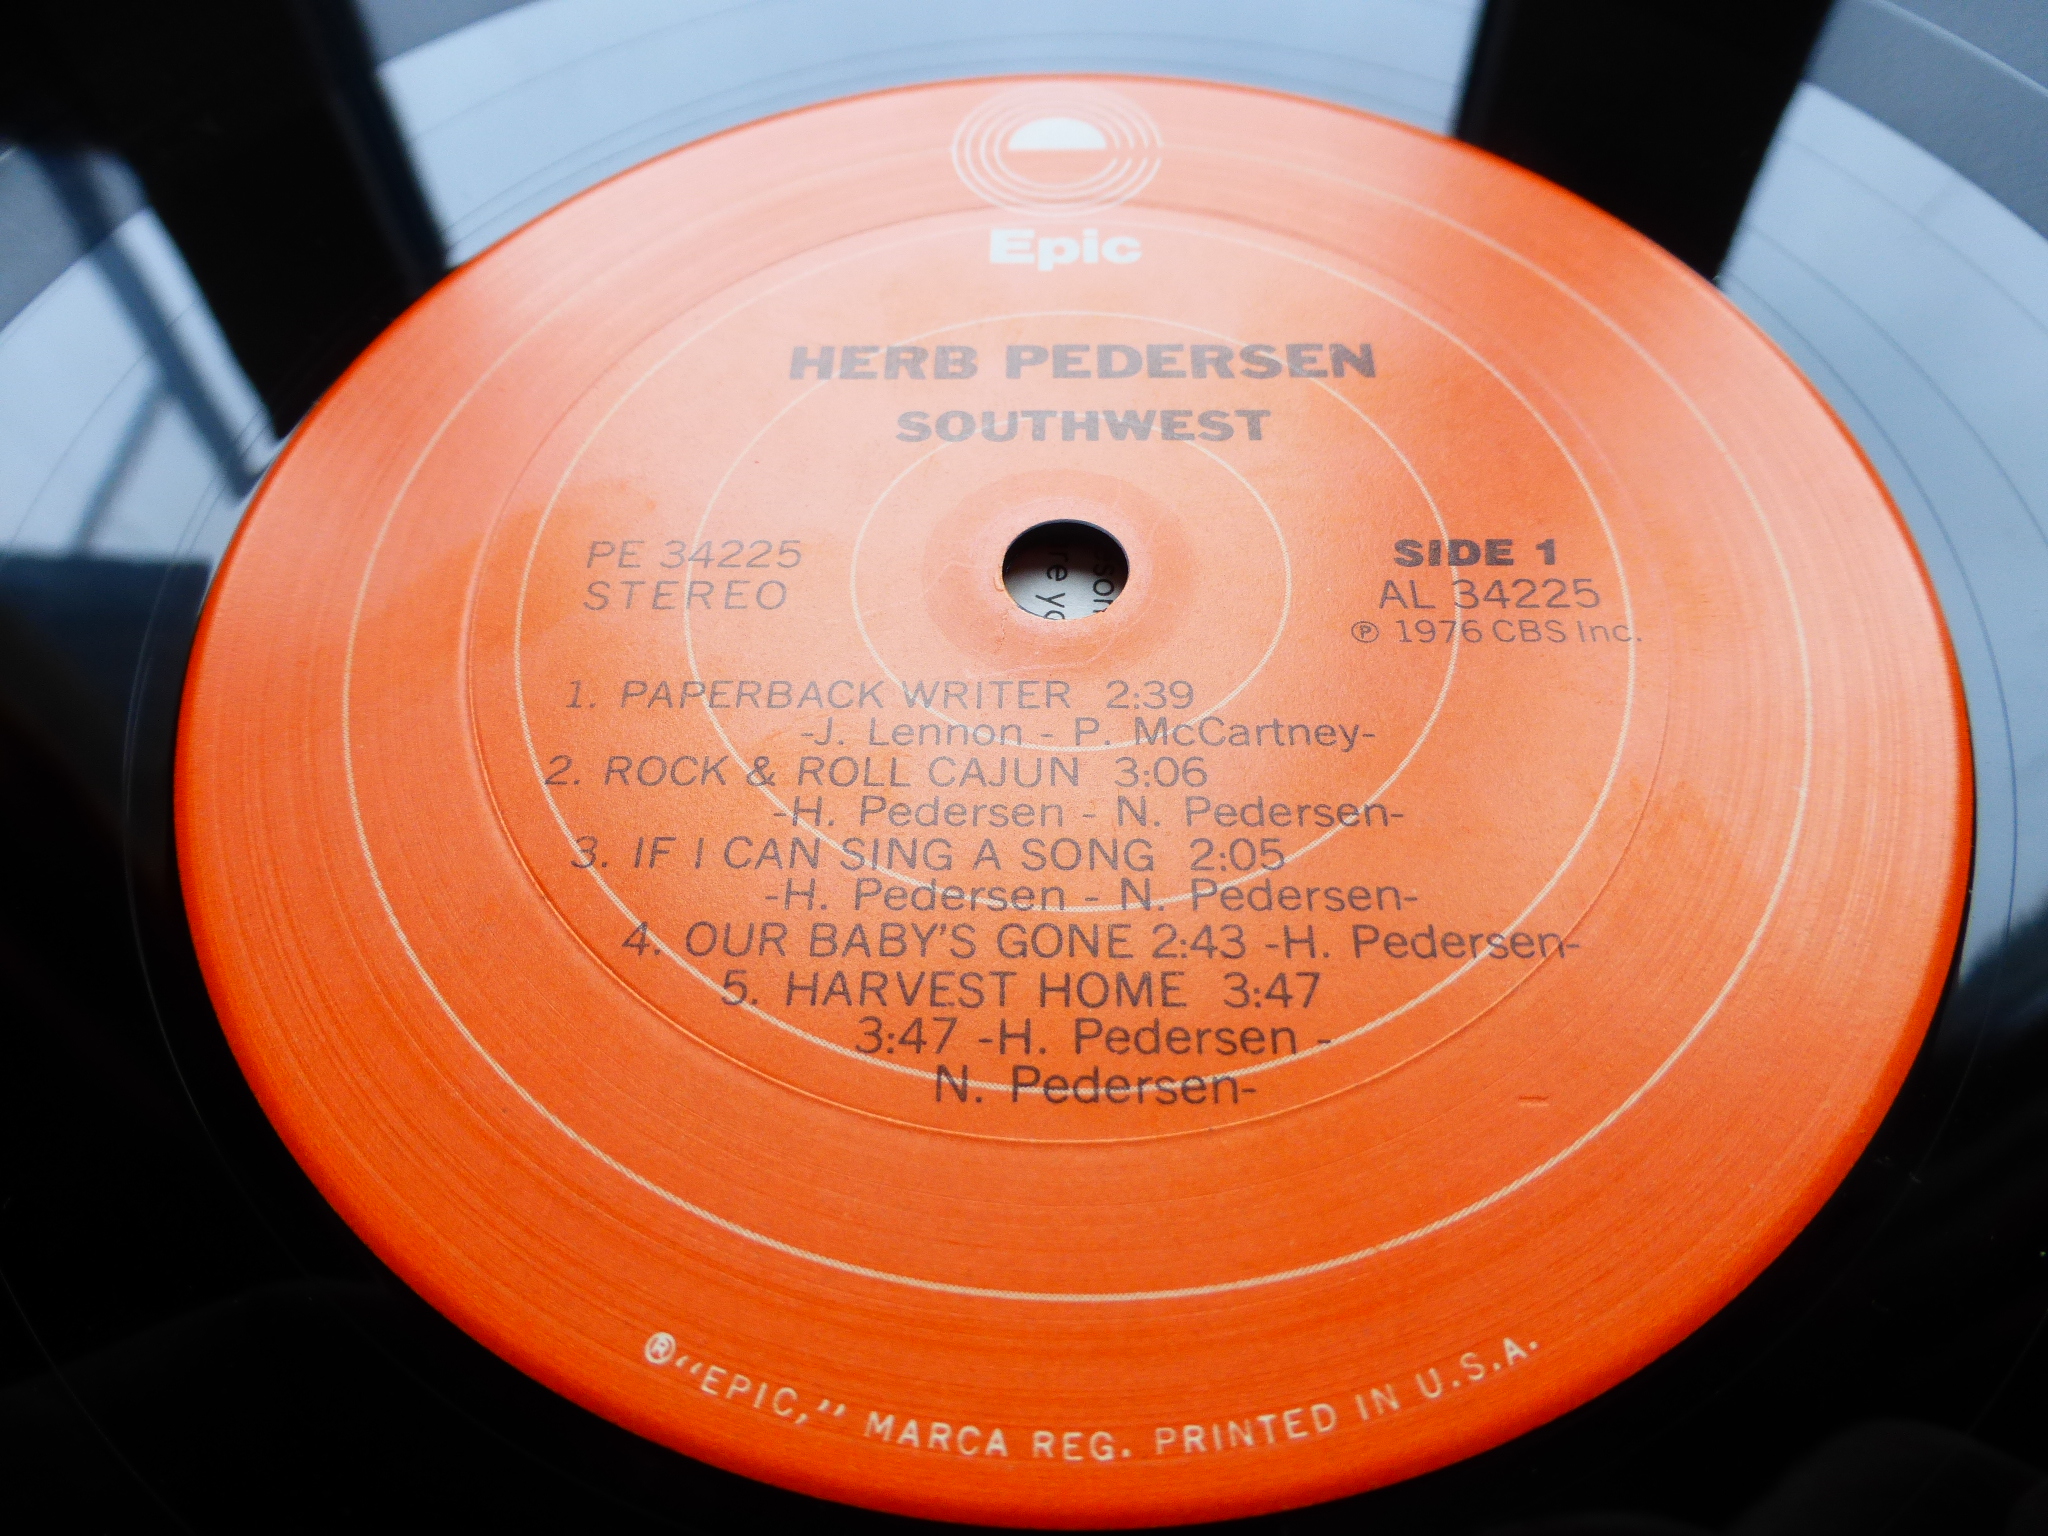 Epic
HERB PEDERSEN
SOUTHWEST
PE 34225
STEREO
SIDE 1
AL 34225
℗ 1976 CBS Inc.
1. PAPERBACK WRITER 2:39
-J. Lennon - P. McCartney-
2. ROCK & ROLL CAJUN 3:06
-H. Pedersen - N. Pedersen-
3. IF I CAN SING A SONG 2:05
-H. Pedersen - N. Pedersen-
4. OUR BABY'S GONE 2:43 -H. Pedersen-
5. HARVEST HOME 3:47
3:47 -H. Pedersen -
N. Pedersen-
®“EPIC,” MARCA REG. PRINTED IN U.S.A.